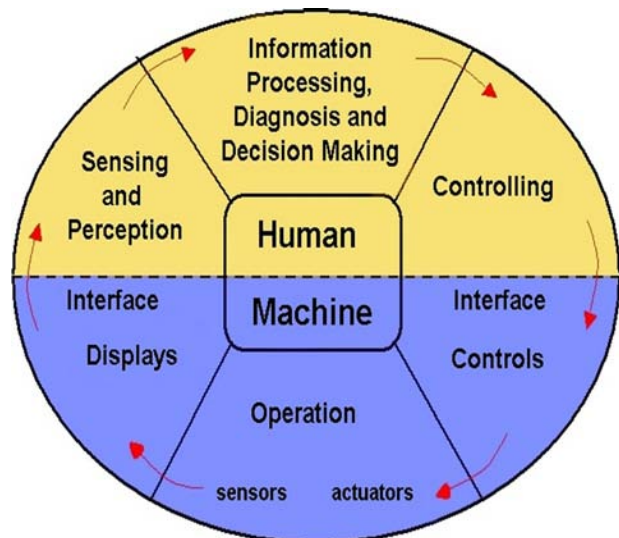 Information
Processing,
Diagnosis and
Decision Making
Sensing
and
Perception
Controlling
Human
Machine
Interface
Displays
Interface
Controls
Operation
sensors
actuators